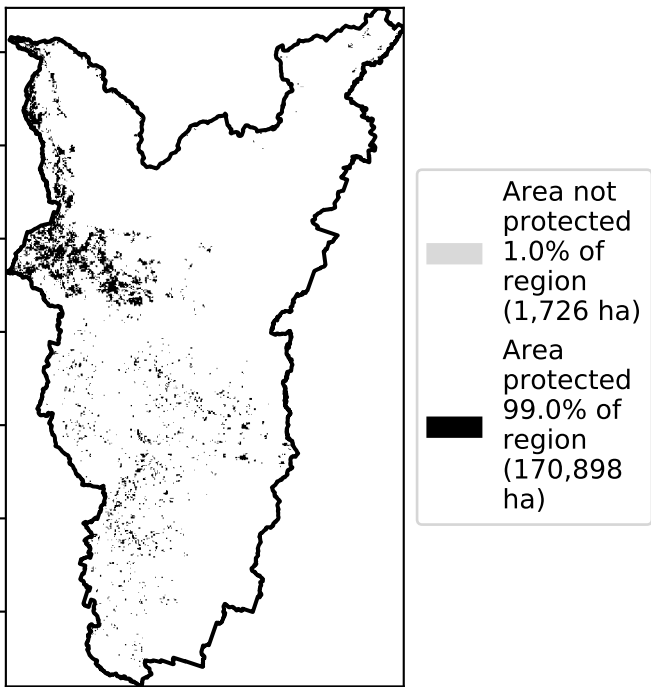 Area not
protected
1.0% of
region
(1,726 ha)
Area
protected
99.0% of
region
(170,898
ha)